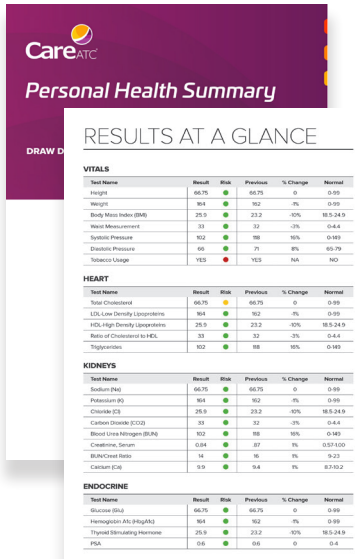 CareATC
Personal Health Summary
DRAW D
RESULTS AT A GLANCE
VITALS
Test Name Result Risk Previous % Change Normal
Height 66.75 66.75 0 0-99
Weight 164 162 -1% 0-99
Body Mass Index (BMI) 25.9 23.2 -10% 18.5-24.9
Waist Measurement 33 32 -3% 0-4.4
Systolic Pressure 102 118 16% 0-149
Diastolic Pressure 66 71 8% 65-79
Tobacco Usage YES YES NA NO
HEART
Test Name Result Risk Previous % Change Normal
Total Cholesterol 66.75 66.75 0 0-99
LDL-Low Density Lipoproteins 164 162 -1% 0-99
HDL-High Density Lipoproteins 25.9 23.2 -10% 18.5-24.9
Ratio of Cholesterol to HDL 33 32 -3% 0-4.4
Triglycerides 102 118 16% 0-149
KIDNEYS
Test Name Result Risk Previous % Change Normal
Sodium (Na) 66.75 66.75 0 0-99
Potassium (K) 164 162 -1% 0-99
Chloride (Cl) 25.9 23.2 -10% 18.5-24.9
Carbon Dioxide (CO2) 33 32 -3% 0-4.4
Blood Urea Nitrogen (BUN) 102 118 16% 0-149
Creatinine, Serum 0.84 .87 1% 0.57-1.00
BUN/Creat Ratio 14 16 1% 9-23
Calcium (Ca) 9.9 9.4 1% 8.7-10.2
ENDOCRINE
Test Name Result Risk Previous % Change Normal
Glucose (Glu) 66.75 66.75 0 0-99
Hemoglobin A1c (HbgA1c) 164 162 -1% 0-99
Thyroid Stimulating Hormone 25.9 23.2 -10% 18.5-24.9
PSA 0.6 0.6 0 0-4